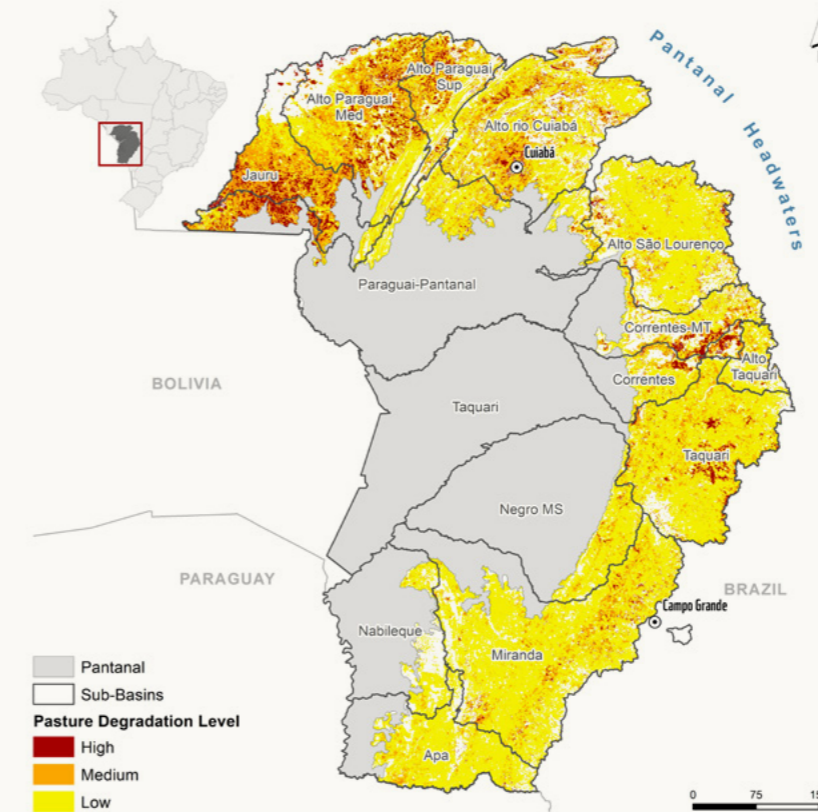 Pantanal Headwaters
Alto Paraguai
Sup
Alto Paraguai
Med
Alto rio Cuiabá
Cuiabá
Jauru
Alto São Lourenço
Paraguai-Pantanal
Correntes-MT
Alto
Taquari
Correntes
BOLIVIA
Taquari
Taquari
Negro MS
PARAGUAY
BRAZIL
Campo Grande
Nabileque
Miranda
Apa
Pantanal
Sub-Basins
Pasture Degradation Level
High
Medium
Low
0 75